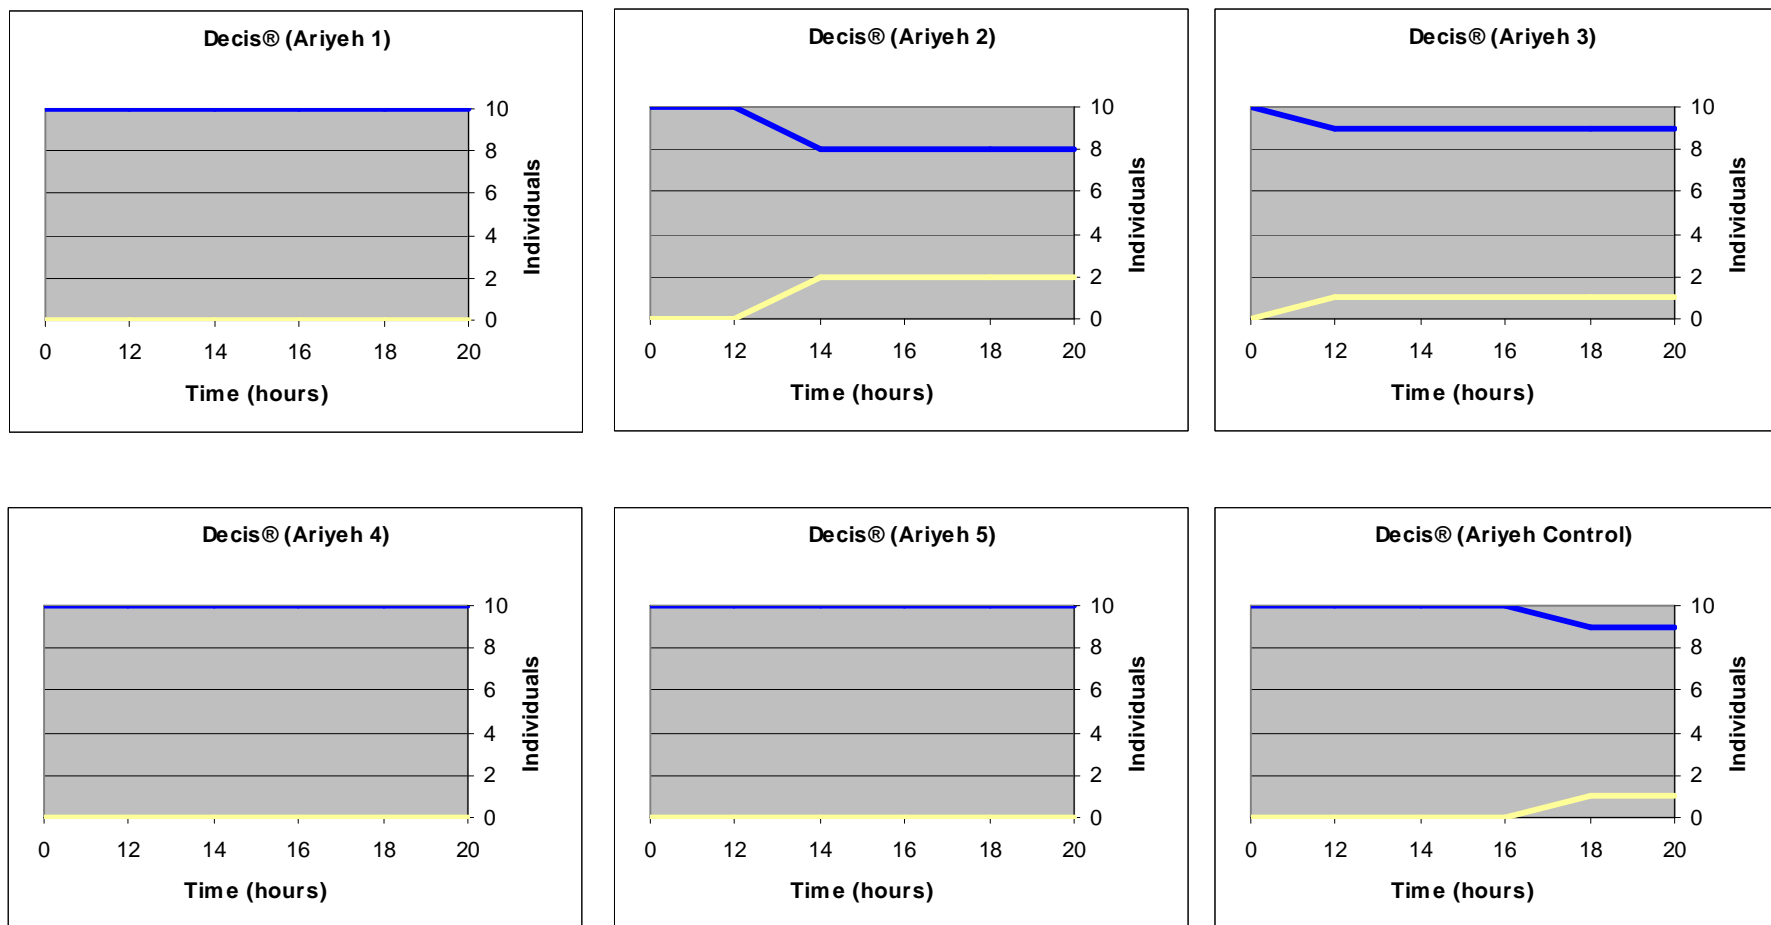 Decis® (Ariyeh 1)
10
8
6
4
2
0
Individuals
0 12 14 16 18 20
Time (hours)
Decis® (Ariyeh 2)
10
8
6
4
2
0
Individuals
0 12 14 16 18 20
Time (hours)
Decis® (Ariyeh 3)
10
8
6
4
2
0
Individuals
0 12 14 16 18 20
Time (hours)
Decis® (Ariyeh 4)
10
8
6
4
2
0
Individuals
0 12 14 16 18 20
Time (hours)
Decis® (Ariyeh 5)
10
8
6
4
2
0
Individuals
0 12 14 16 18 20
Time (hours)
Decis® (Ariyeh Control)
10
8
6
4
2
0
Individuals
0 12 14 16 18 20
Time (hours)